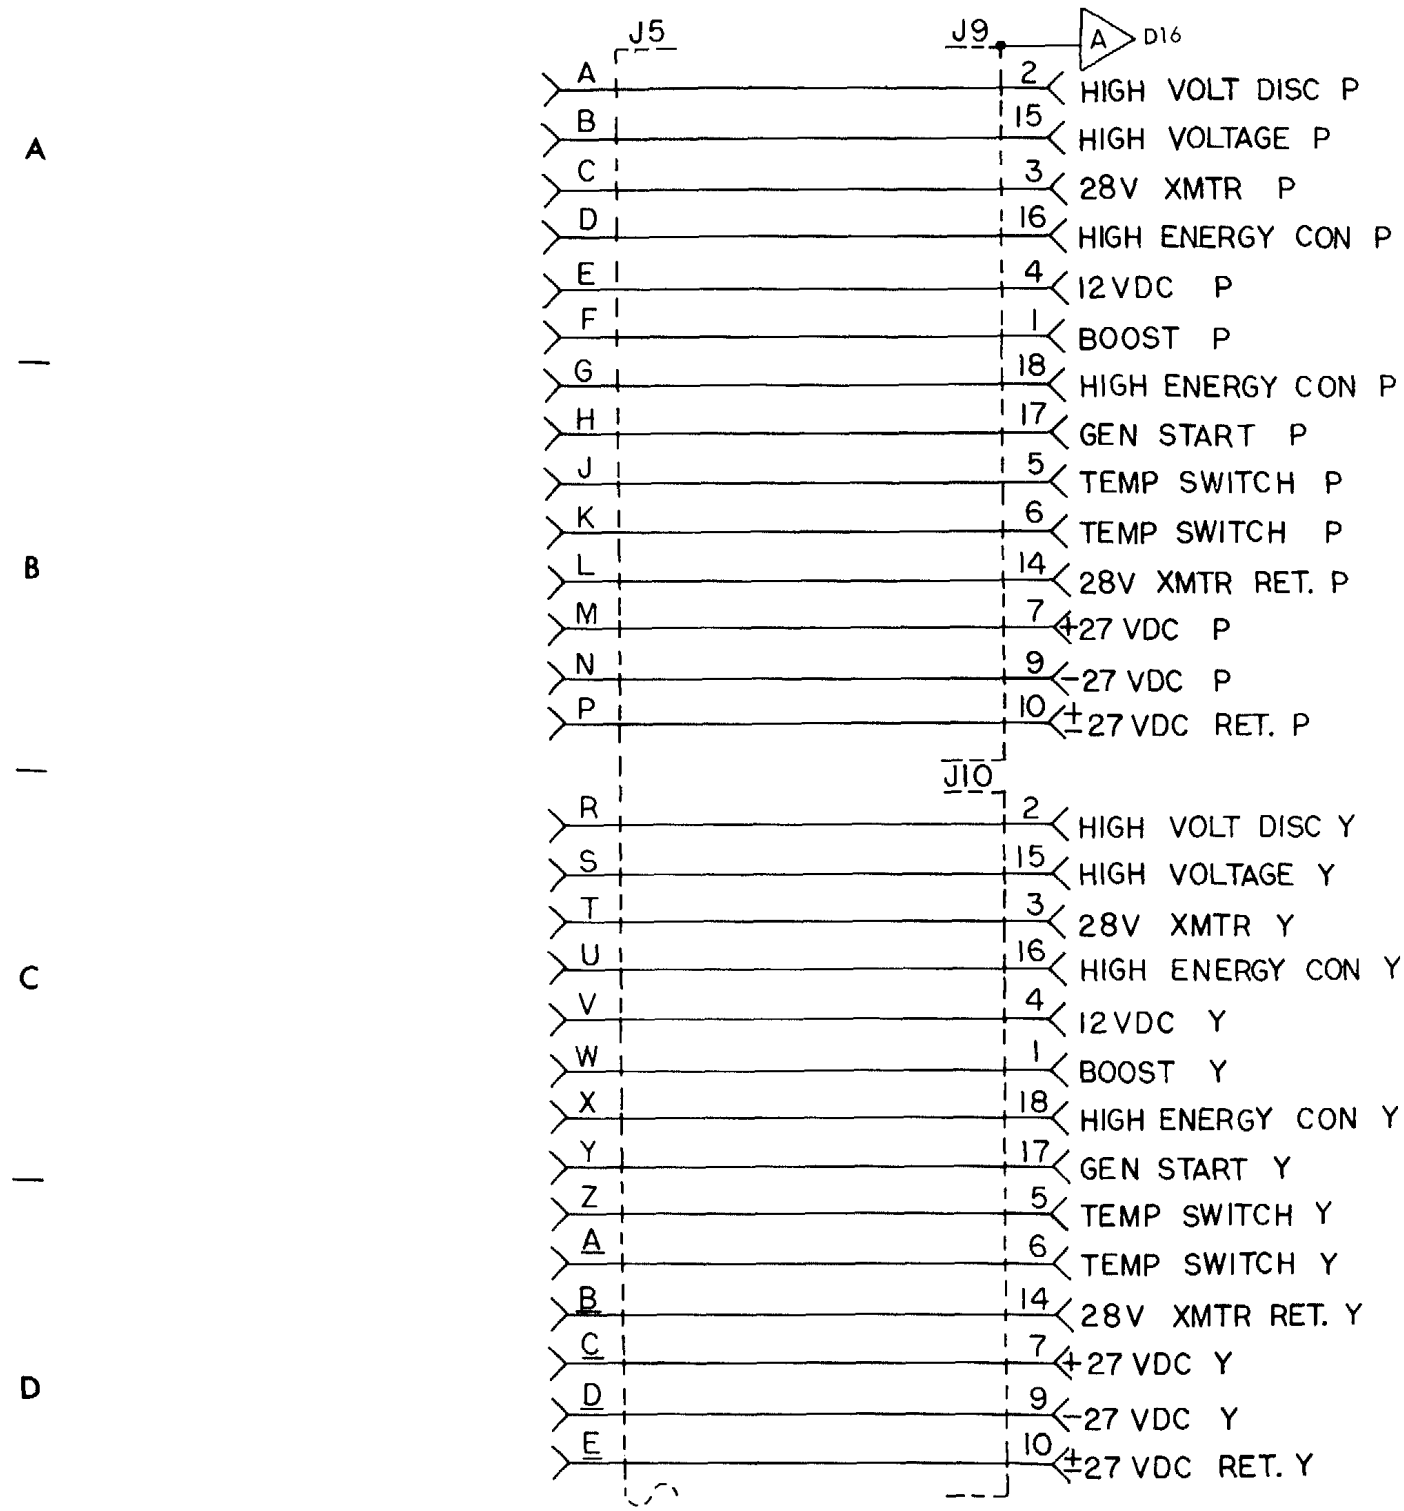 J5 J9 A D16
A 2 HIGH VOLT DISC P
B 15 HIGH VOLTAGE P
A
C 3 28V XMTR P
D 16 HIGH ENERGY CON P
E 4 12VDC P
F 1 BOOST P
G 18 HIGH ENERGY CON P
H 17 GEN START P
J 5 TEMP SWITCH P
K 6 TEMP SWITCH P
B
L 14 28V XMTR RET. P
M 7 +27 VDC P
N 9 -27 VDC P
P 10 ±27 VDC RET. P
J10
R 2 HIGH VOLT DISC Y
S 15 HIGH VOLTAGE Y
T 3 28V XMTR Y
U 16 HIGH ENERGY CON Y
C
V 4 12VDC Y
W 1 BOOST Y
X 18 HIGH ENERGY CON Y
Y 17 GEN START Y
Z 5 TEMP SWITCH Y
A 6 TEMP SWITCH Y
B 14 28V XMTR RET. Y
C 7 +27 VDC Y
D
D 9 -27 VDC Y
E 10 ±27 VDC RET. Y